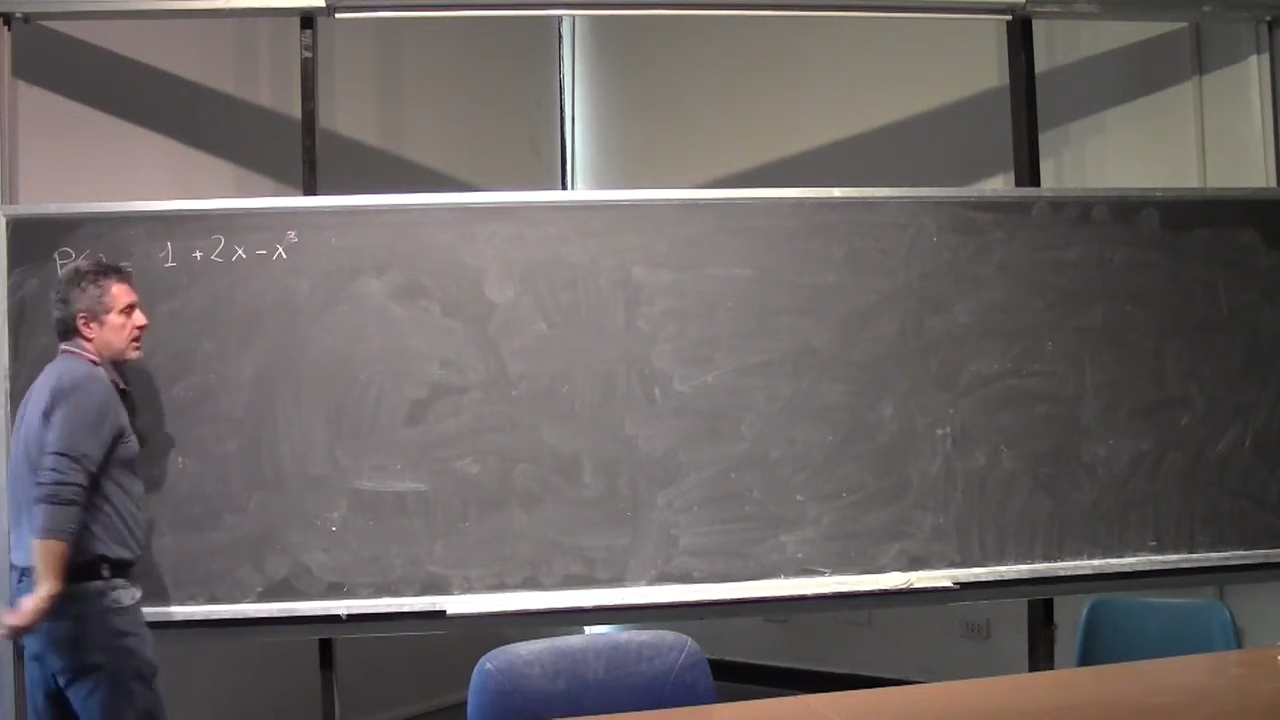 P(x) = 1 + 2x - x³